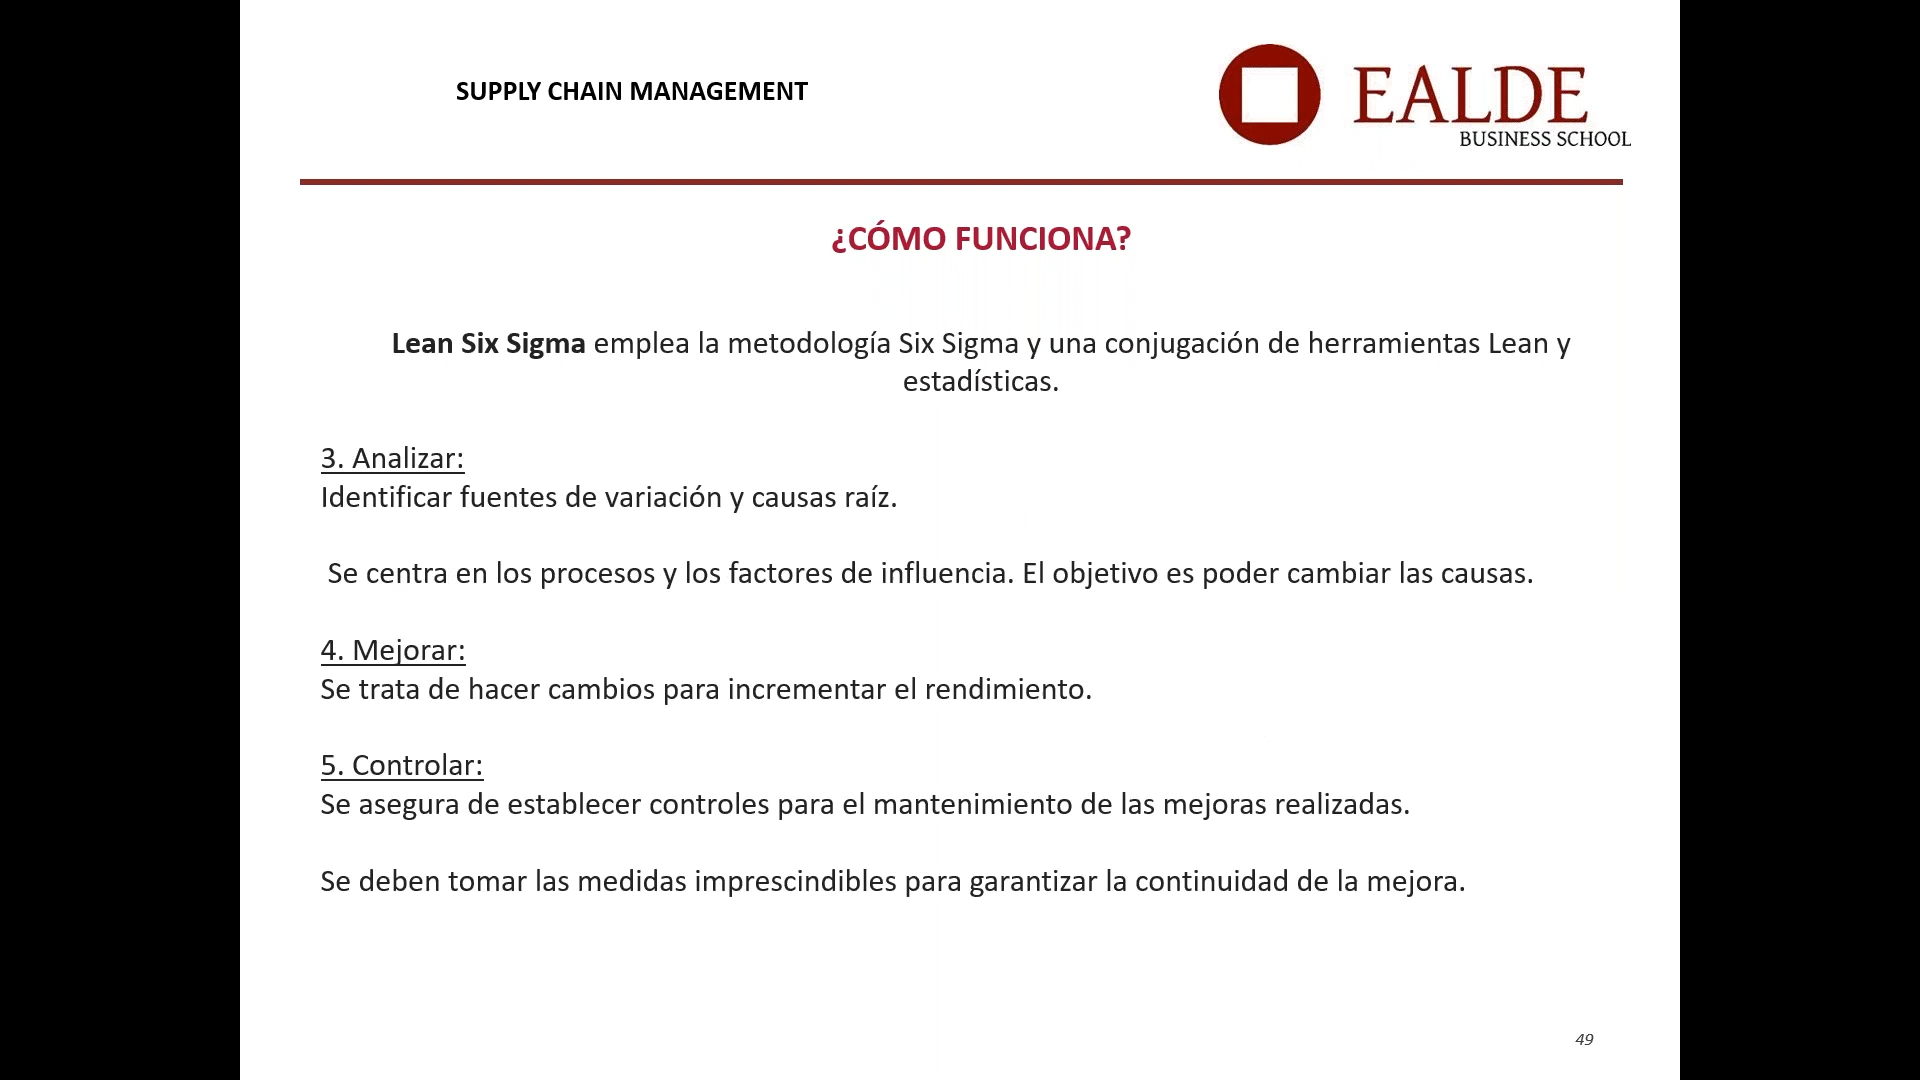 SUPPLY CHAIN MANAGEMENT
EALDE
BUSINESS SCHOOL
¿CÓMO FUNCIONA?
Lean Six Sigma emplea la metodología Six Sigma y una conjugación de herramientas Lean y
estadísticas.
3. Analizar:
Identificar fuentes de variación y causas raíz.
Se centra en los procesos y los factores de influencia. El objetivo es poder cambiar las causas.
4. Mejorar:
Se trata de hacer cambios para incrementar el rendimiento.
5. Controlar:
Se asegura de establecer controles para el mantenimiento de las mejoras realizadas.
Se deben tomar las medidas imprescindibles para garantizar la continuidad de la mejora.
49